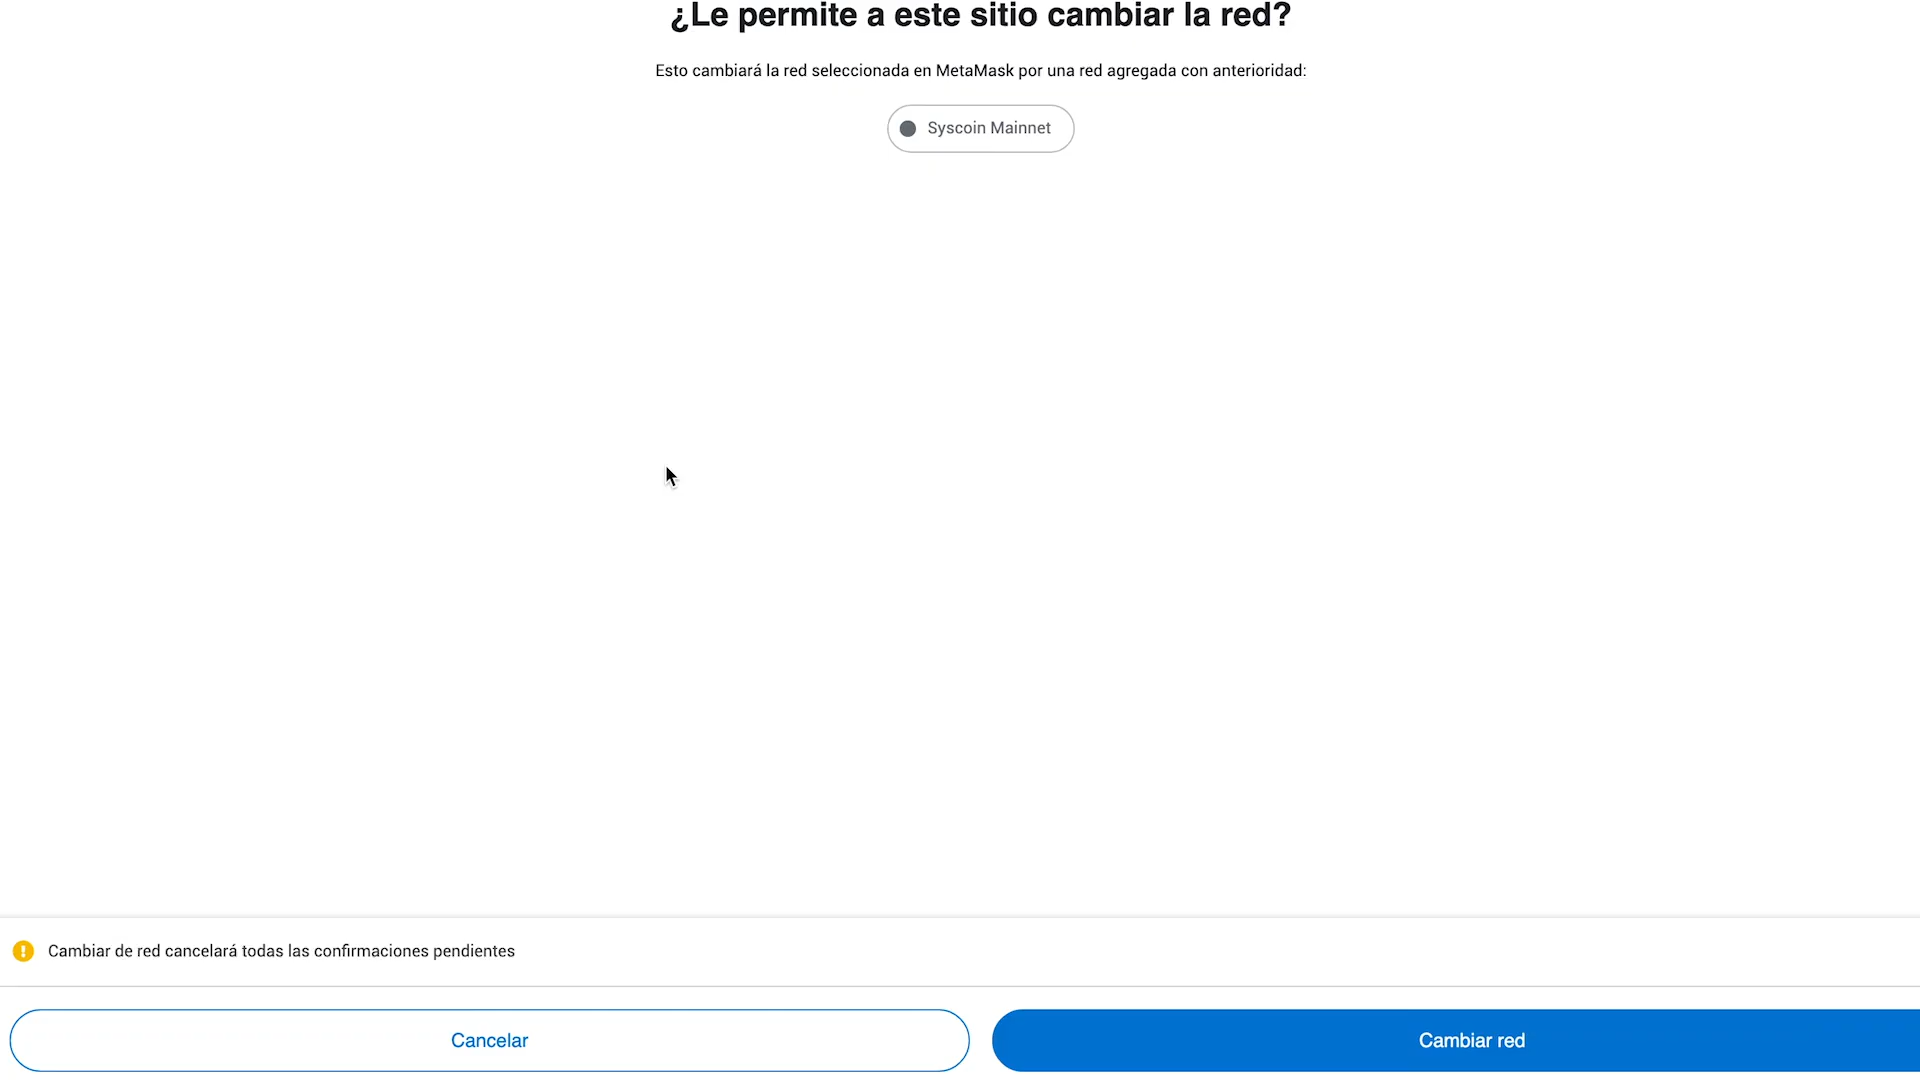 ¿Le permite a este sitio cambiar la red?
Esto cambiará la red seleccionada en MetaMask por una red agregada con anterioridad:
Syscoin Mainnet
Cambiar de red cancelará todas las confirmaciones pendientes
Cancelar
Cambiar red